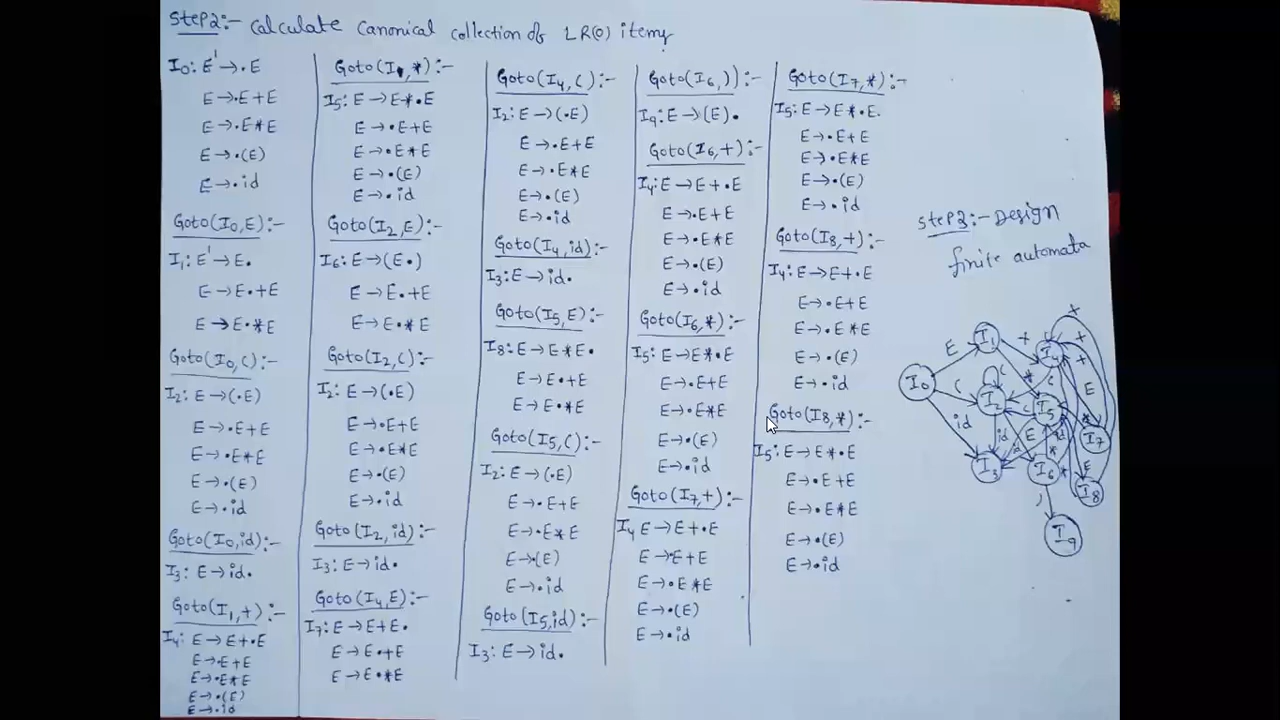 Step2:- Calculate Canonical collection of LR(0) items
I0: E' → .E
E → .E+E
E → .E*E
E → .(E)
E → .id
Goto(I0,E):-
I1: E' → E.
E → E.+E
E → E.*E
Goto(I0,():-
I2: E → (.E)
E → .E+E
E → .E*E
E → .(E)
E → .id
Goto(I0,id):-
I3: E → id.
Goto(I1,+):-
I4: E → E+.E
E → .E+E
E → .E*E
E → .(E)
E → .id
Goto(I1,*):-
I5: E → E*.E
E → .E+E
E → .E*E
E → .(E)
E → .id
Goto(I2,E):-
I6: E → (E.)
E → E.+E
E → E.*E
Goto(I2,():-
I2: E → (.E)
E → .E+E
E → .E*E
E → .(E)
E → .id
Goto(I2,id):-
I3: E → id.
Goto(I4,E):-
I7: E → E+E.
E → E.+E
E → E.*E
Goto(I4,():-
I2: E → (.E)
E → .E+E
E → .E*E
E → .(E)
E → .id
Goto(I4,id):-
I3: E → id.
Goto(I5,E):-
I8: E → E*E.
E → E.+E
E → E.*E
Goto(I5,():-
I2: E → (.E)
E → .E+E
E → .E*E
E → .(E)
E → .id
Goto(I5,id):-
I3: E → id.
Goto(I6,)):-
I9: E → (E).
Goto(I6,+):-
I4: E → E+.E
E → .E+E
E → .E*E
E → .(E)
E → .id
Goto(I6,*):-
I5: E → E*.E
E → .E+E
E → .E*E
E → .(E)
E → .id
Goto(I7,+):-
I4 E → E+.E
E → .E+E
E → .E*E
E → .(E)
E → .id
Goto(I7,*):-
I5: E → E*.E.
E → .E+E
E → .E*E
E → .(E)
E → .id
Goto(I8,+):-
I4: E → E+.E
E → .E+E
E → .E*E
E → .(E)
E → .id
Goto(I8,*):-
I5: E → E*.E
E → .E+E
E → .E*E
E → .(E)
E → .id
Step3:- Design
finite automata
I0
E
(
id
I1
+
*
I2
(
id
E
I3
I4
I5
I6
)
I7
I8
I9